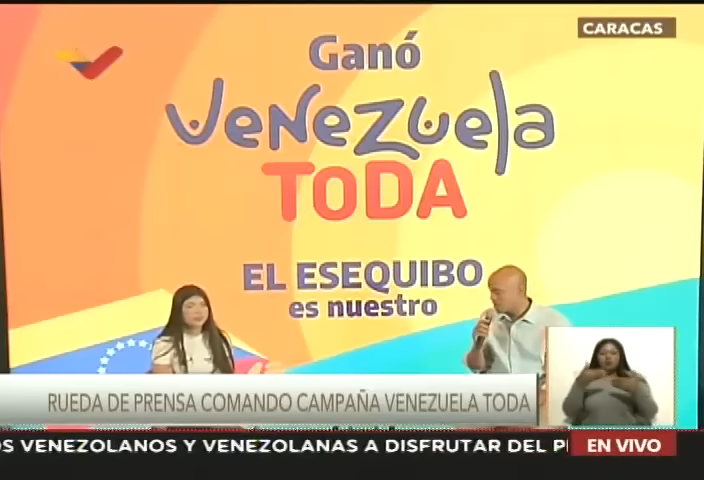 CARACAS
Ganó
Venezuela
TODA
EL ESEQUIBO
es nuestro
RUEDA DE PRENSA COMANDO CAMPAÑA VENEZUELA TODA
OS VENEZOLANOS Y VENEZOLANAS A DISFRUTAR DEL P
EN VIVO